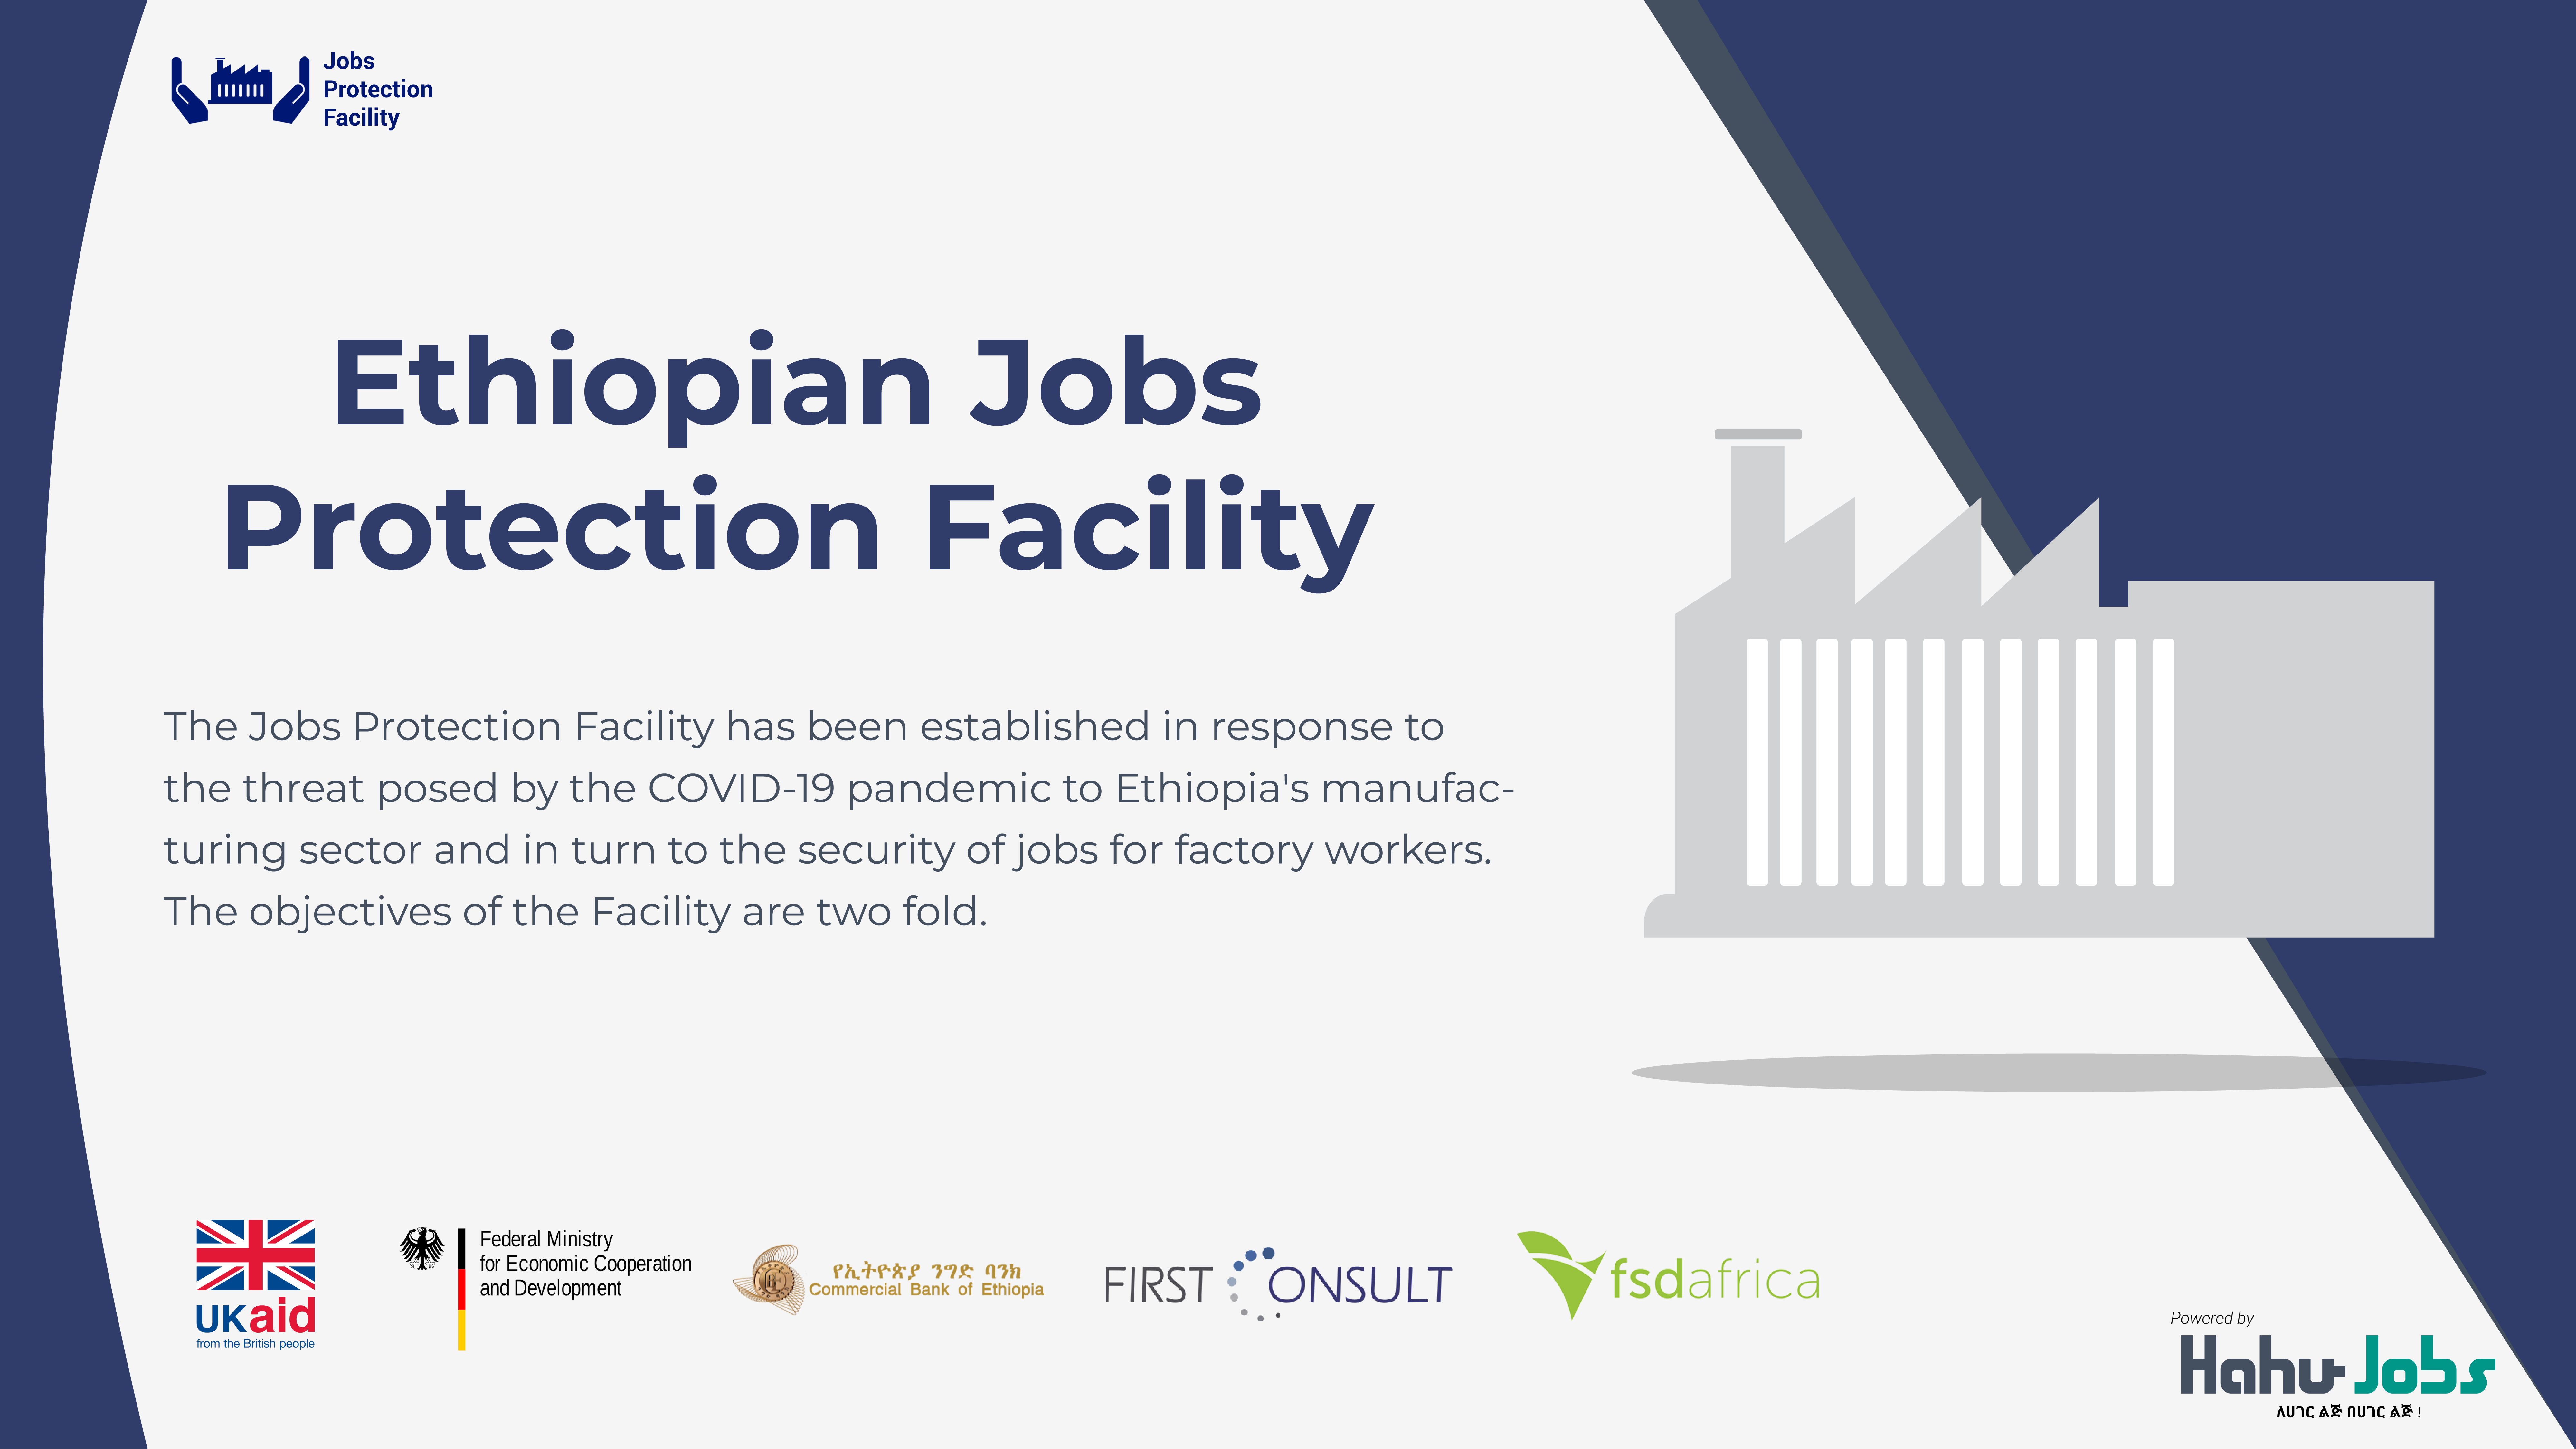 Jobs
Protection
Facility
Ethiopian Jobs
Protection Facility
The Jobs Protection Facility has been established in response to
the threat posed by the COVID-19 pandemic to Ethiopia's manufac-
turing sector and in turn to the security of jobs for factory workers.
The objectives of the Facility are two fold.
UKaid
from the British people
Federal Ministry
for Economic Cooperation
and Development
የኢትዮጵያ ንግድ ባንክ
Commercial Bank of Ethiopia
FIRST CONSULT
fsdafrica
Powered by
Hahu Jobs
ለሀገር ልጅ በሀገር ልጅ !